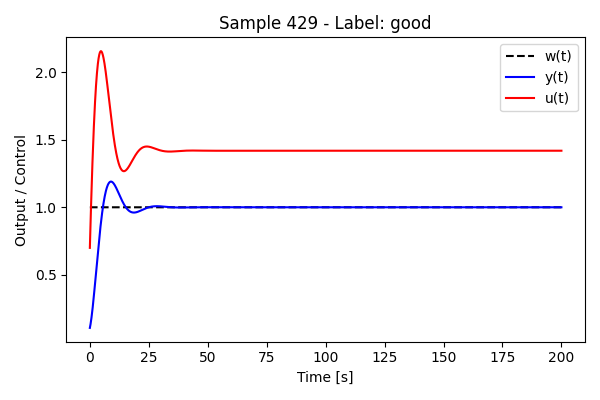 Sample 429 - Label: good
w(t)
y(t)
u(t)
Output / Control
2.0
1.5
1.0
0.5
0 25 50 75 100 125 150 175 200
Time [s]